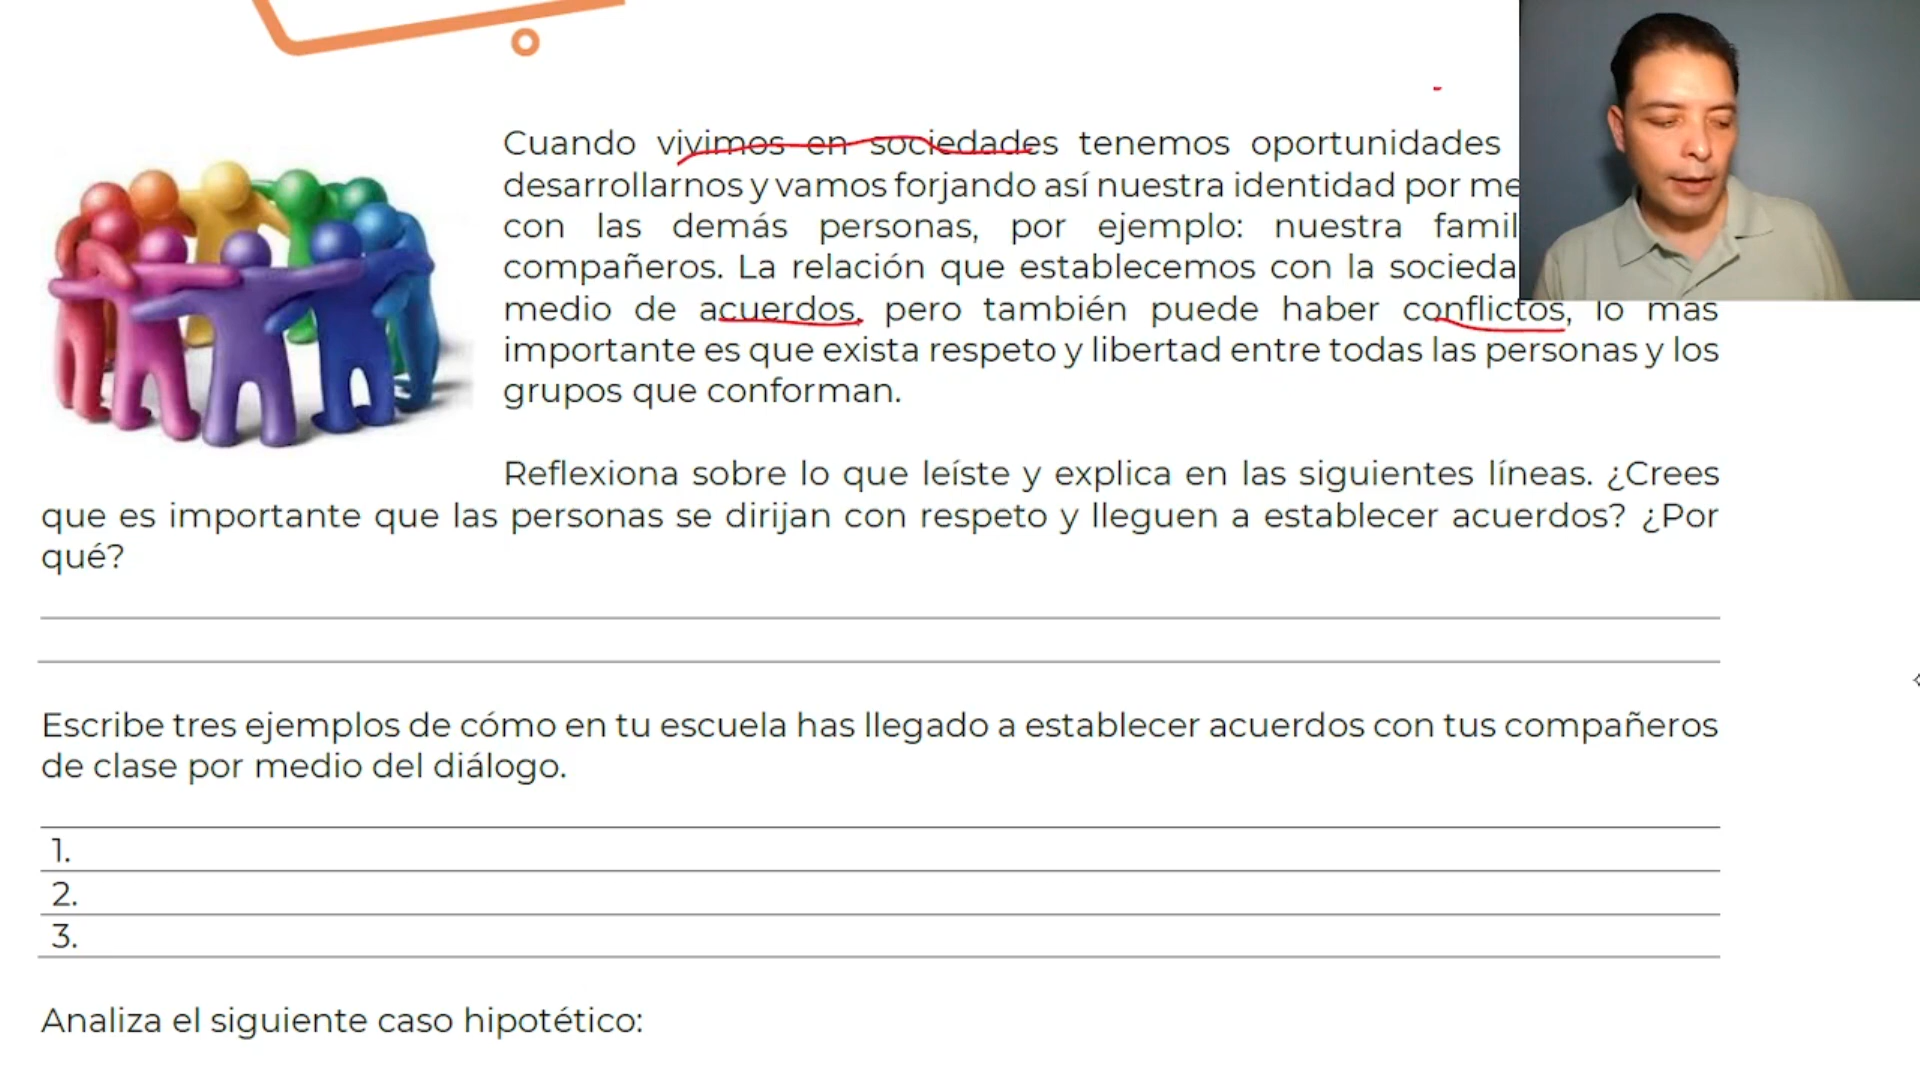 Cuando vivimos en sociedades tenemos oportunidades
desarrollarnos y vamos forjando así nuestra identidad por
con las demás personas, por ejemplo: nuestra
compañeros. La relación que establecemos con la
medio de acuerdos, pero también puede haber conflictos, lo más
importante es que exista respeto y libertad entre todas las personas y los
grupos que conforman.
Reflexiona sobre lo que leíste y explica en las siguientes líneas. ¿Crees
que es importante que las personas se dirijan con respeto y lleguen a establecer acuerdos? ¿Por
qué?
Escribe tres ejemplos de cómo en tu escuela has llegado a establecer acuerdos con tus compañeros
de clase por medio del diálogo.
1.
2.
3.
Analiza el siguiente caso hipotético: